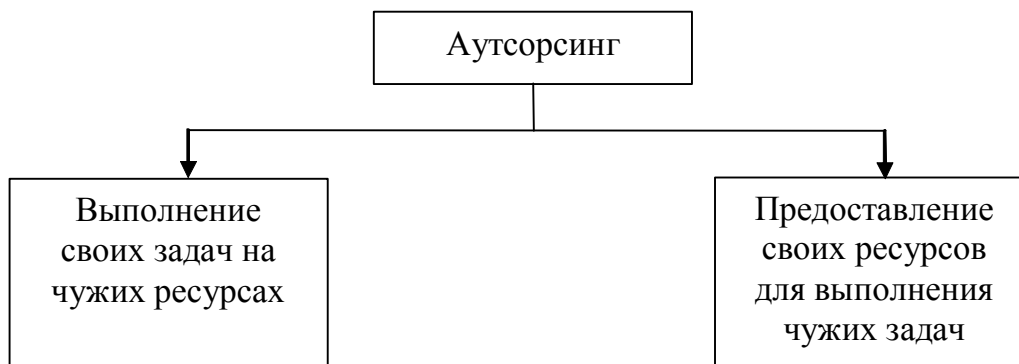 Аутсорсинг
Выполнение
своих задач на
чужих ресурсах
Предоставление
своих ресурсов
для выполнения
чужих задач